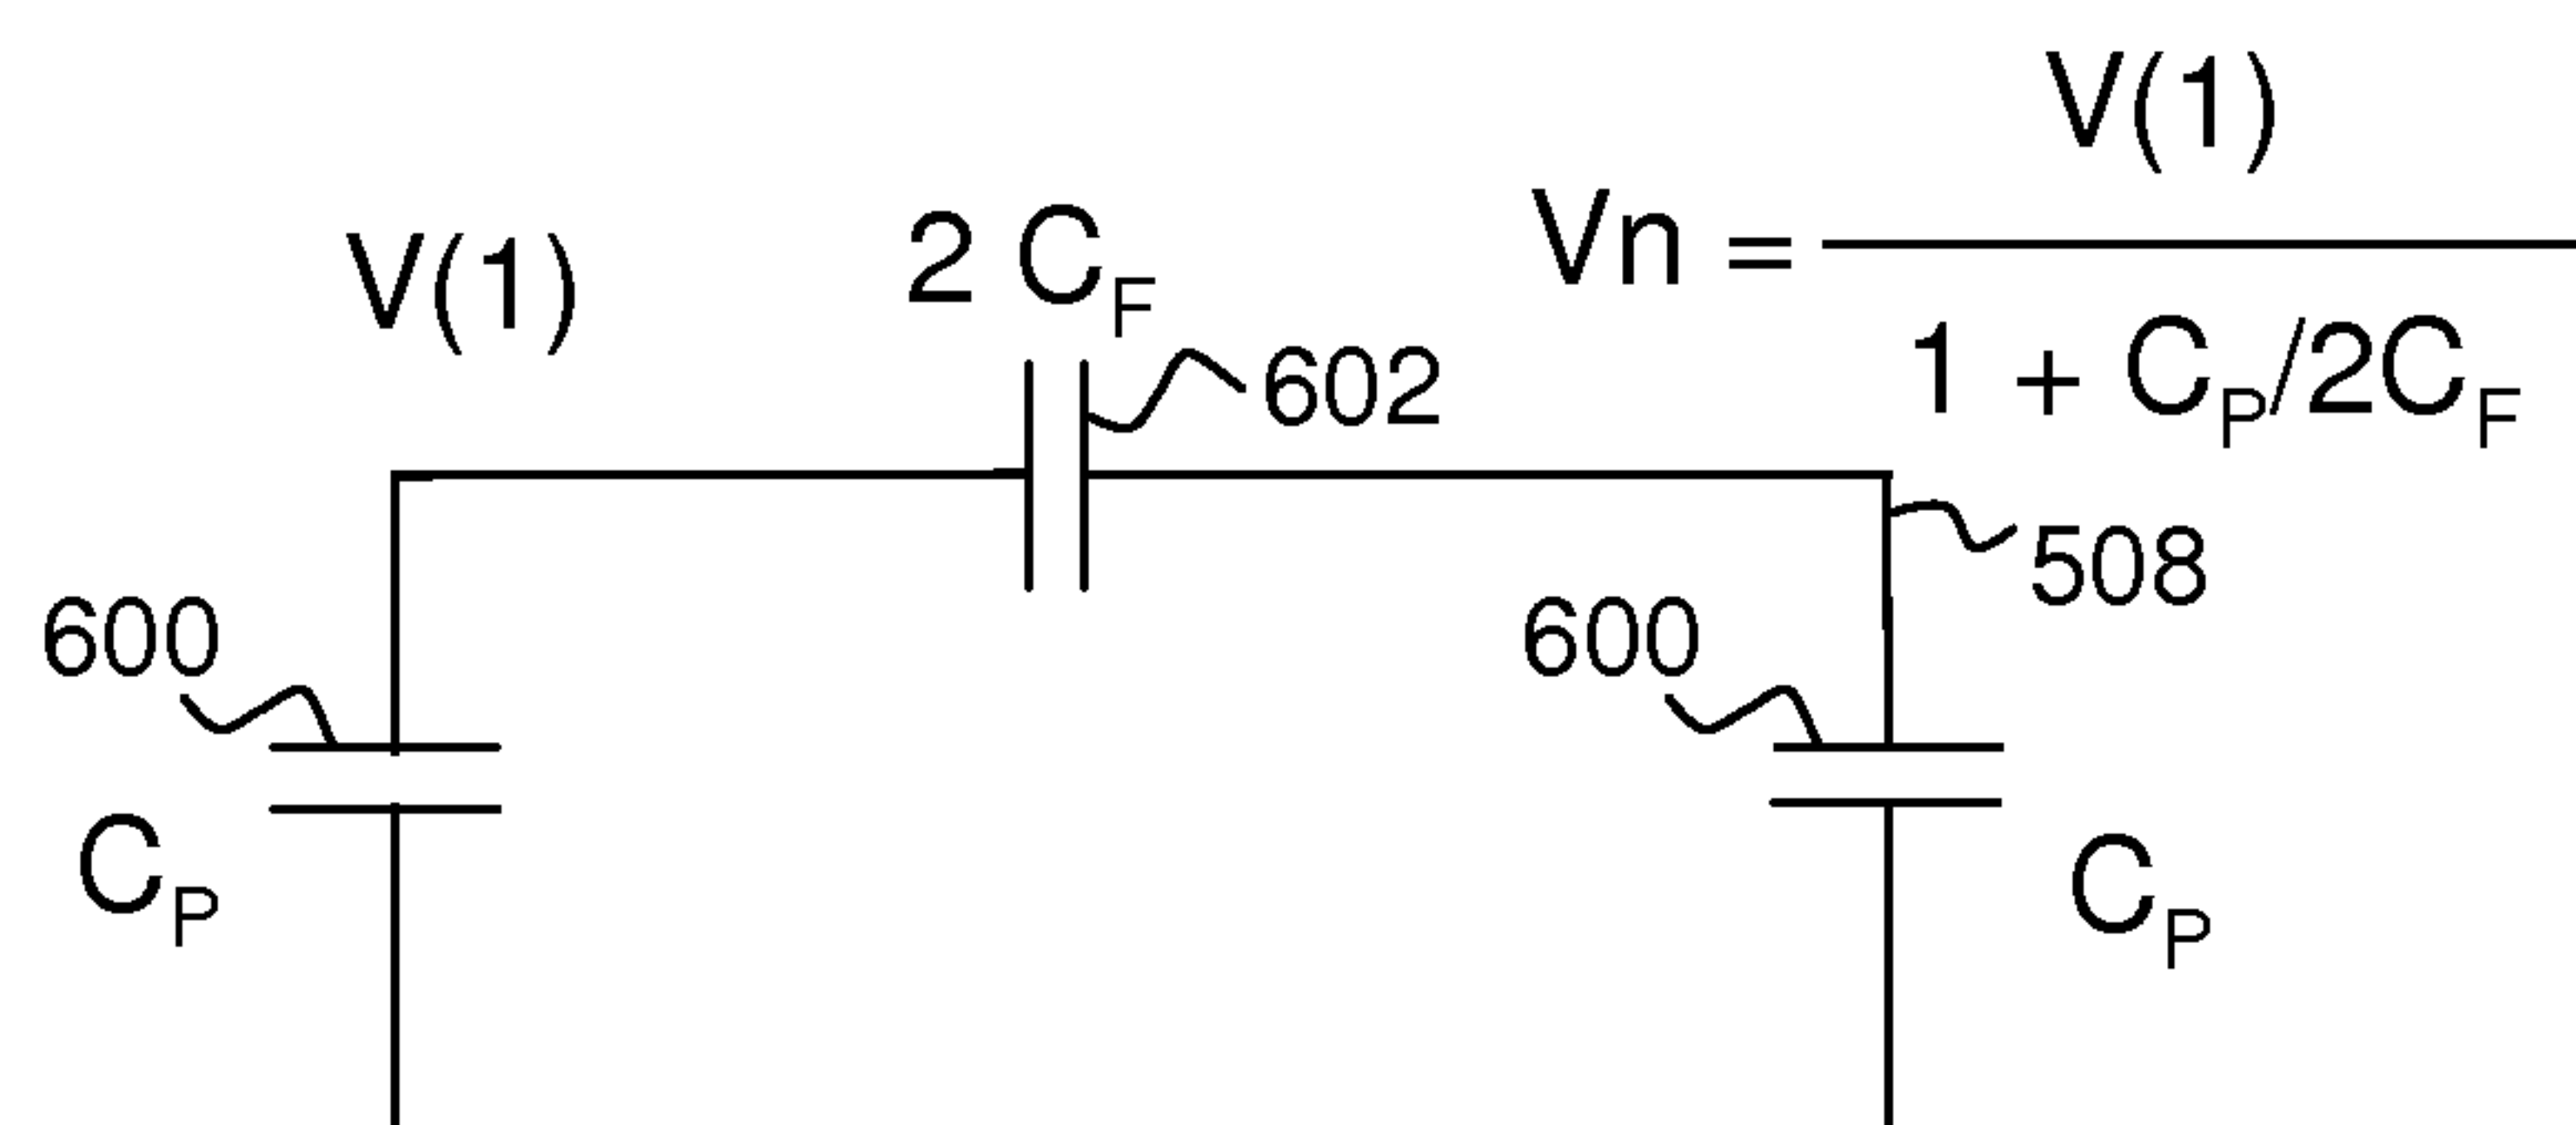 V(1)
Vn =
V(1)
2 C_F
1 + C_P/2C_F
602
508
600
600
C_P
C_P